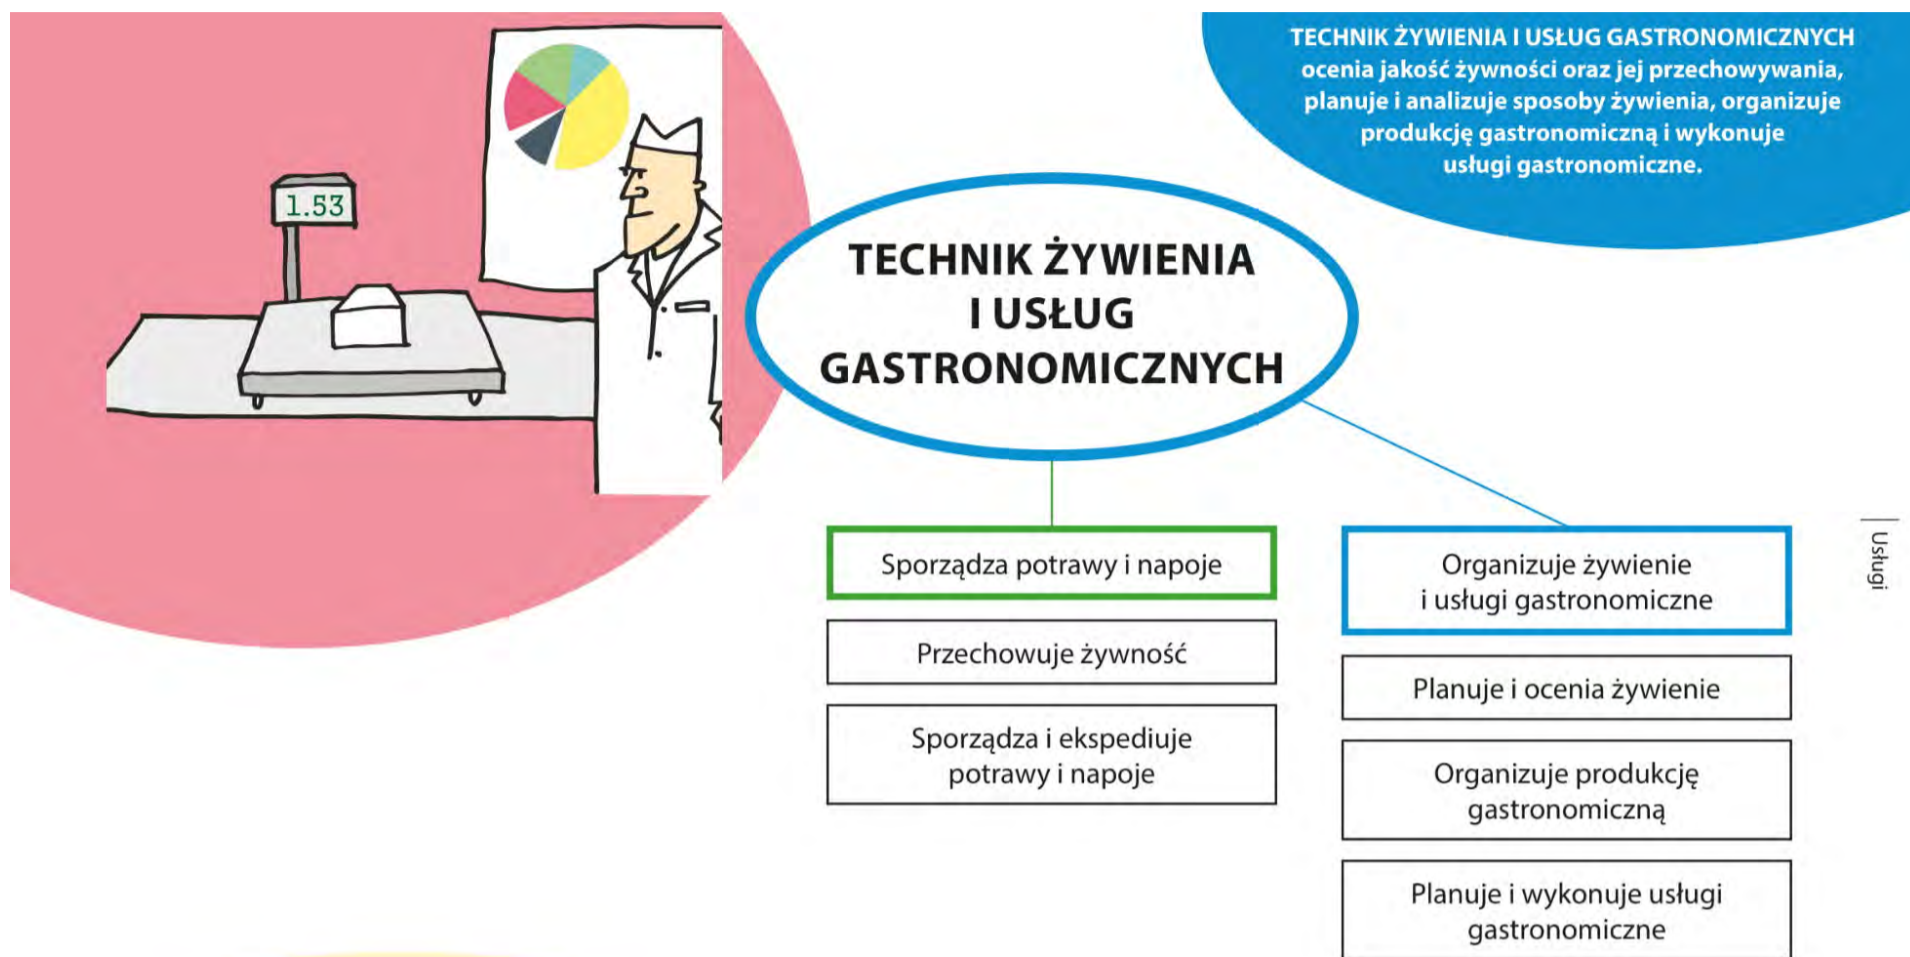 TECHNIK ŻYWIENIA I USŁUG GASTRONOMICZNYCH
ocenia jakość żywności oraz jej przechowywania,
planuje i analizuje sposoby żywienia, organizuje
produkcję gastronomiczną i wykonuje
usługi gastronomiczne.
1.53
TECHNIK ŻYWIENIA
I USŁUG
GASTRONOMICZNYCH
Sporządza potrawy i napoje
Przechowuje żywność
Sporządza i ekspediuje
potrawy i napoje
Organizuje żywienie
i usługi gastronomiczne
Planuje i ocenia żywienie
Organizuje produkcję
gastronomiczną
Planuje i wykonuje usługi
gastronomiczne
Usługi